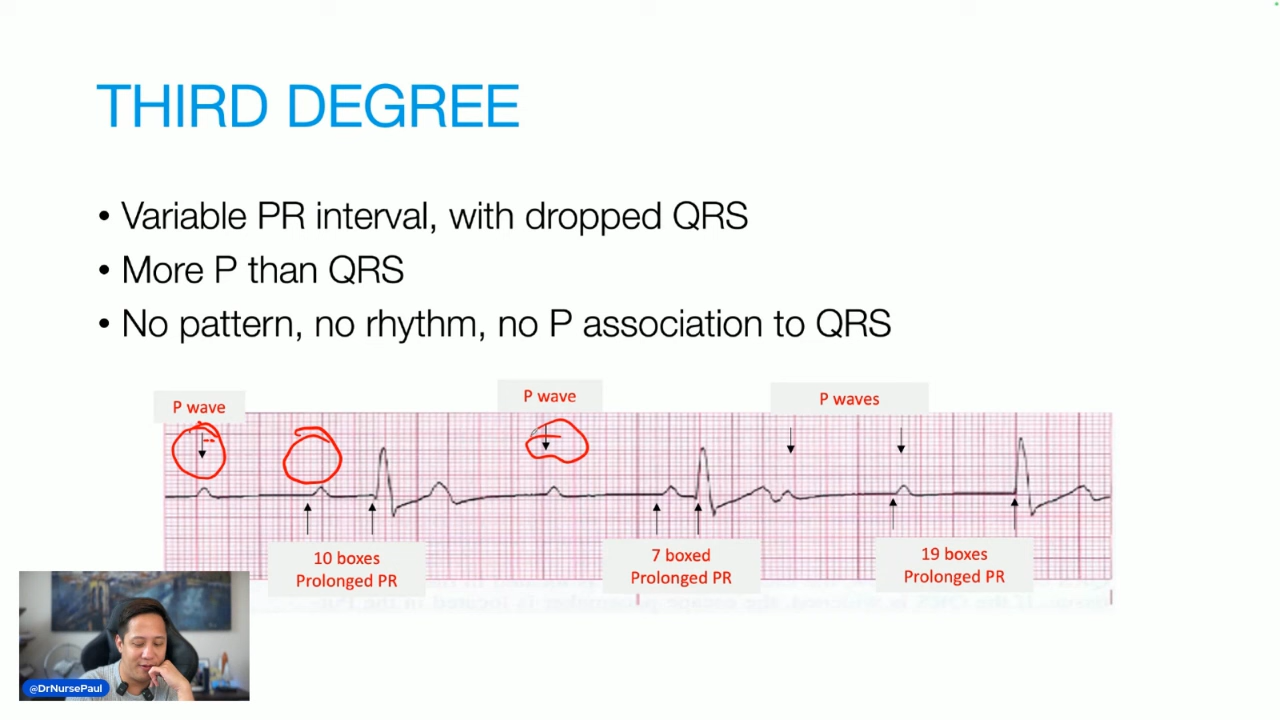 THIRD DEGREE
• Variable PR interval, with dropped QRS
• More P than QRS
• No pattern, no rhythm, no P association to QRS
P wave
P wave
P waves
10 boxes
Prolonged PR
7 boxed
Prolonged PR
19 boxes
Prolonged PR
@DrNursePaul